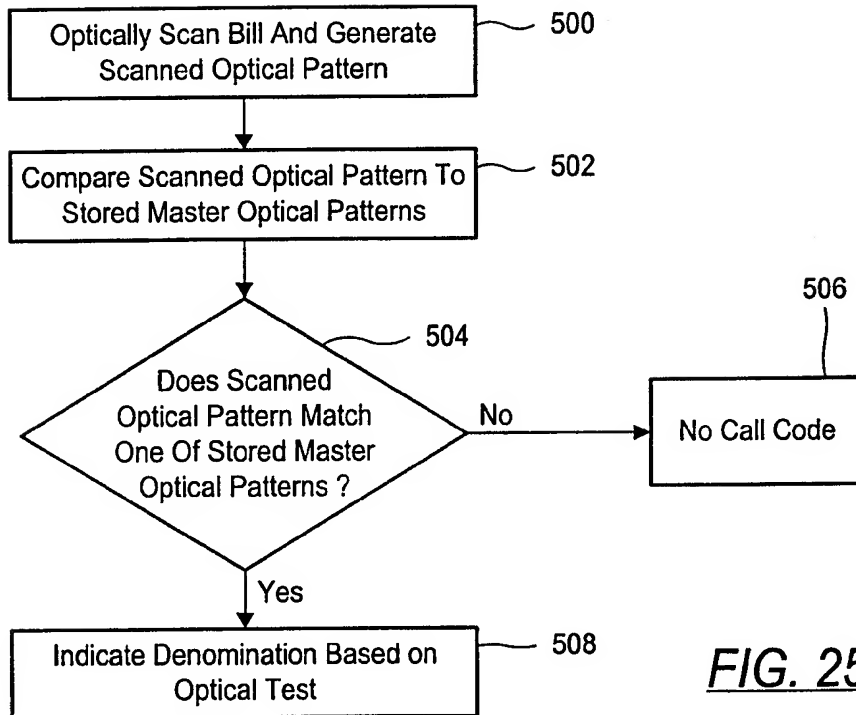 Optically Scan Bill And Generate
Scanned Optical Pattern
500
Compare Scanned Optical Pattern To
Stored Master Optical Patterns
502
504
Does Scanned
Optical Pattern Match
One Of Stored Master
Optical Patterns ?
No
506
No Call Code
Yes
Indicate Denomination Based on
Optical Test
508
FIG. 25